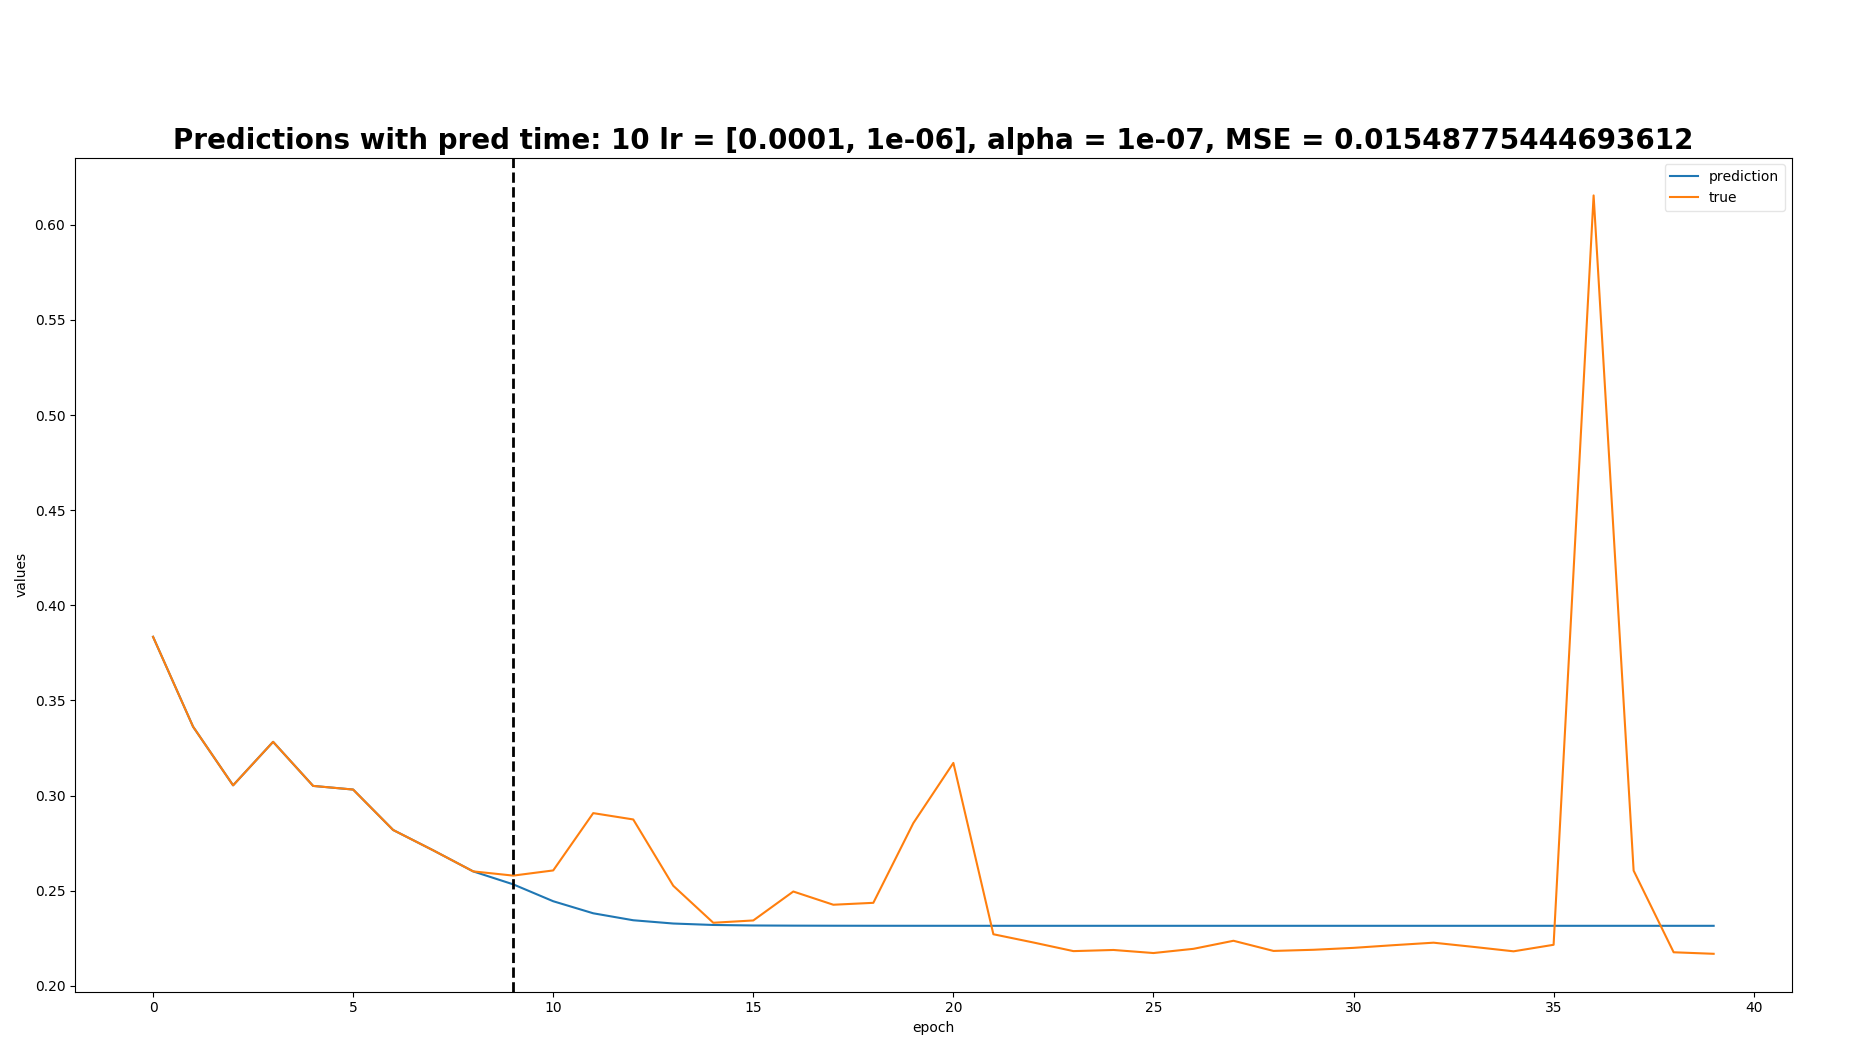 Predictions with pred time: 10 lr = [0.0001, 1e-06], alpha = 1e-07, MSE = 0.01548775444693612
prediction
true
0.60
0.55
0.50
0.45
0.40
0.35
0.30
0.25
0.20
values
0 5 10 15 20 25 30 35 40
epoch